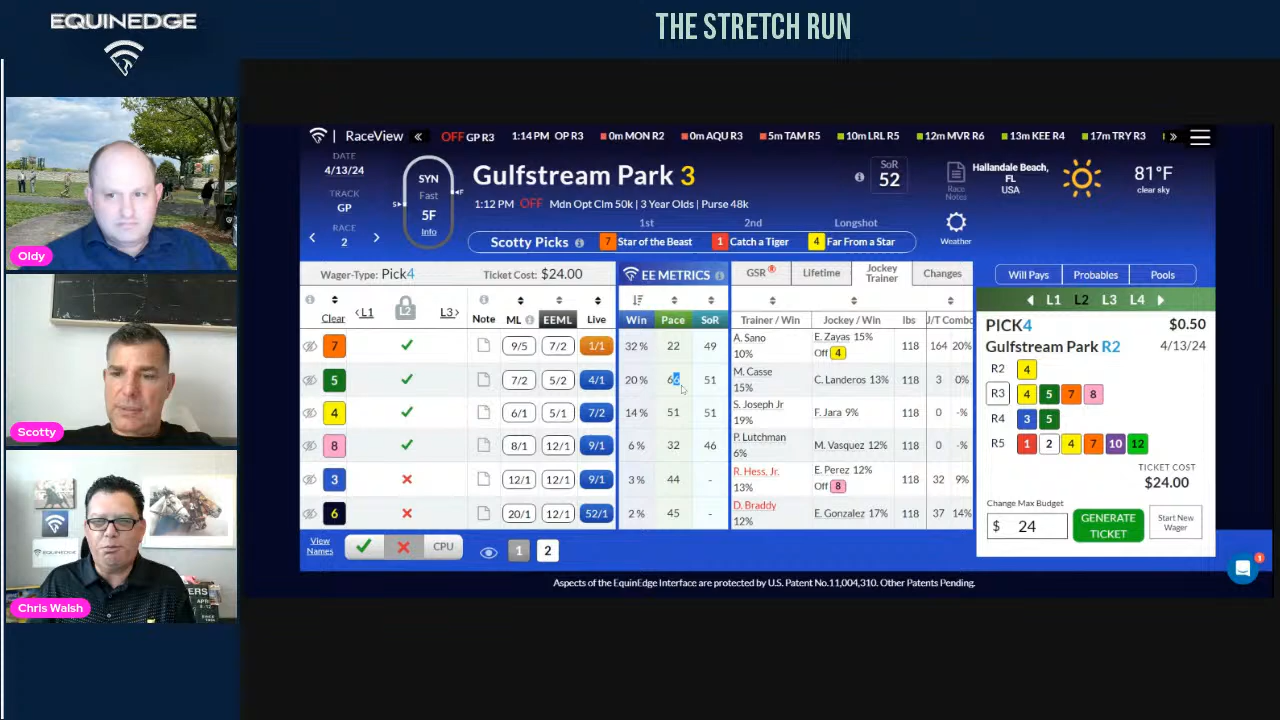 EQUINEDGE
THE STRETCH RUN
Oldy
Scotty
Chris Walsh
RaceView « OFF GP R3 1:14 PM OP R3 0m MON R2 0m AQU R3 5m TAM R5 10m LRL R5 12m MVR R6 13m KEE R4 17m TRY R3 »
DATE
4/13/24
TRACK
GP
RACE
2
SYN
Fast
5F
Info
S
F
Gulfstream Park 3
SoR
52
1:12 PM OFF Mdn Opt Clm 50k | 3 Year Olds | Purse 48k
Race
Notes
Hallandale Beach,
FL
USA
81°F
clear sky
Weather
1st 2nd Longshot
Scotty Picks 7 Star of the Beast 1 Catch a Tiger 4 Far From a Star
Wager-Type: Pick4 Ticket Cost: $24.00
EE METRICS
GSR Lifetime Jockey Trainer Changes
Clear <L1 L2 L3> Note ML EEML Live Win Pace SoR Trainer / Win Jockey / Win lbs J/T Combo
7 9/5 7/2 1/1 32 % 22 49 A. Sano 10% E. Zayas 15% Off 4 118 164 20%
5 7/2 5/2 4/1 20 % 66 51 M. Casse 15% C. Landeros 13% 118 3 0%
4 6/1 5/1 7/2 14 % 51 51 S. Joseph Jr 19% F. Jara 9% 118 0 -%
8 8/1 12/1 9/1 6 % 32 46 P. Lutchman 6% M. Vasquez 12% 118 0 -%
3 12/1 12/1 9/1 3 % 44 - R. Hess, Jr. 13% E. Perez 12% Off 8 118 32 9%
6 20/1 12/1 52/1 2 % 45 - D. Braddy 12% E. Gonzalez 17% 118 37 14%
View
Names
CPU
1 2
Will Pays Probables Pools
L1 L2 L3 L4
PICK4 $0.50
Gulfstream Park R2 4/13/24
R2 4
R3 4 5 7 8
R4 3 5
R5 1 2 4 7 10 12
TICKET COST
$24.00
Change Max Budget
$ 24
GENERATE
TICKET
Start New
Wager
1
Aspects of the EquinEdge Interface are protected by U.S. Patent No.11,004,310. Other Patents Pending.